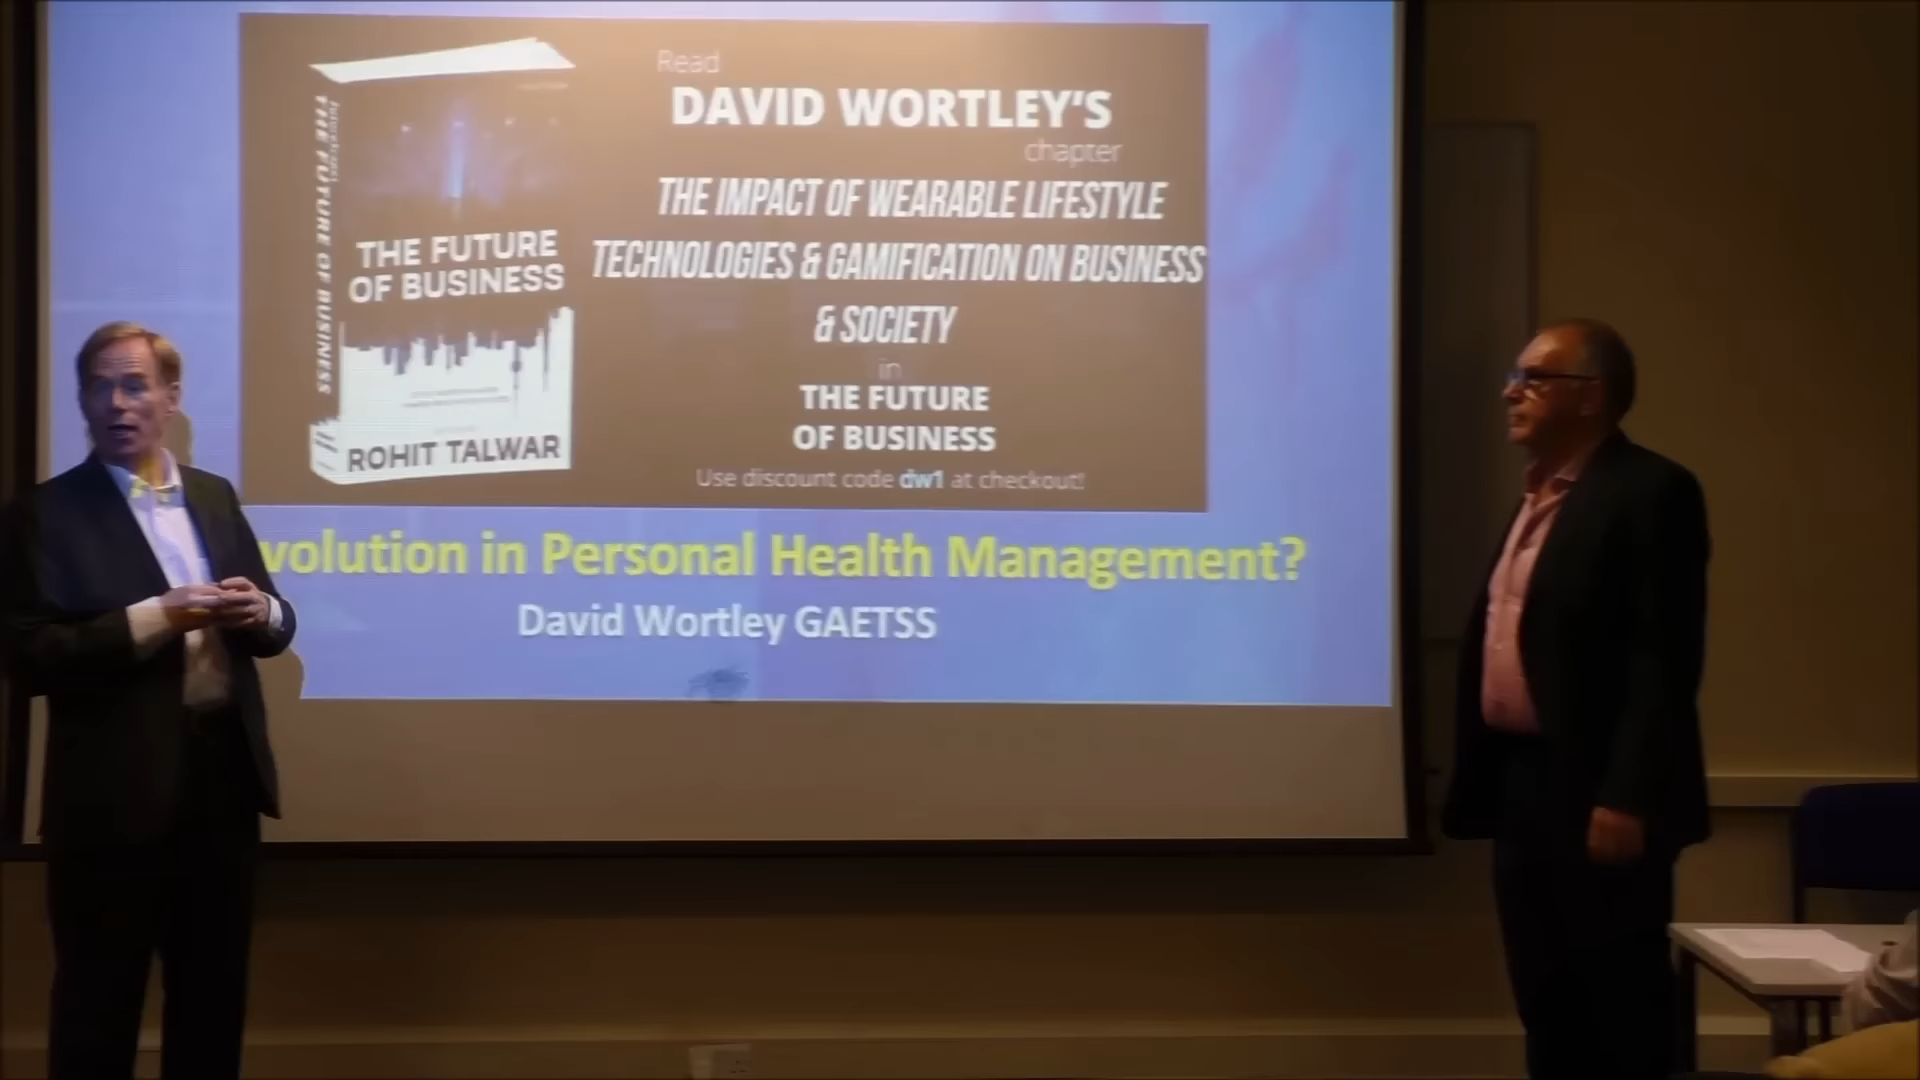 THE FUTURE OF BUSINESS
THE FUTURE
OF BUSINESS
ROHIT TALWAR
Read
DAVID WORTLEY'S
chapter
THE IMPACT OF WEARABLE LIFESTYLE
TECHNOLOGIES & GAMIFICATION ON BUSINESS
& SOCIETY
in
THE FUTURE
OF BUSINESS
Use discount code dw1 at checkout!
volution in Personal Health Management?
David Wortley GAETSS